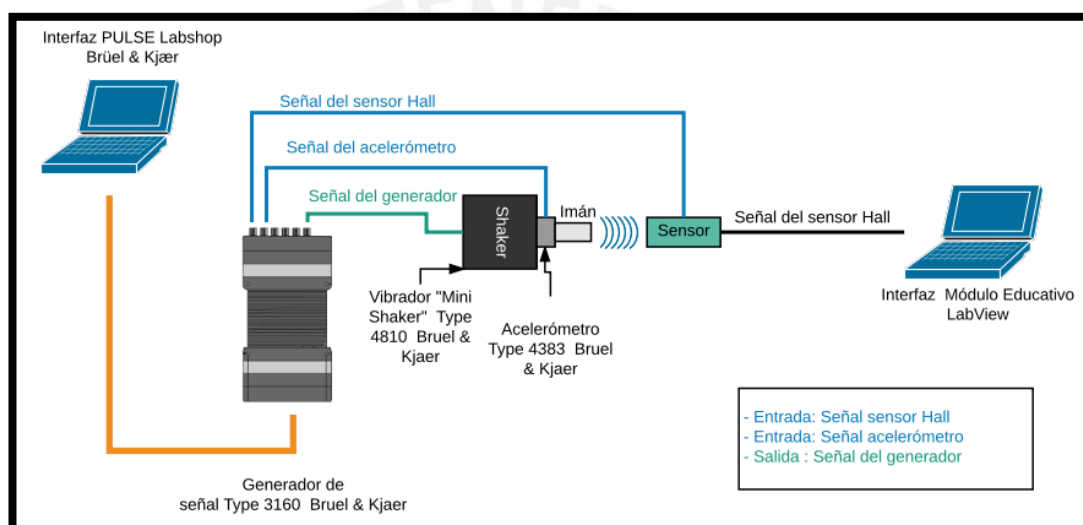 Interfaz PULSE Labshop
Brüel & Kjær
Señal del sensor Hall
Señal del acelerómetro
Señal del generador
Shaker
Imán
Sensor
Señal del sensor Hall
Vibrador "Mini
Shaker" Type
4810 Bruel &
Kjaer
Acelerómetro
Type 4383 Bruel
& Kjaer
Interfaz Módulo Educativo
LabView
- Entrada: Señal sensor Hall
- Entrada: Señal acelerómetro
- Salida : Señal del generador
Generador de
señal Type 3160 Bruel & Kjaer